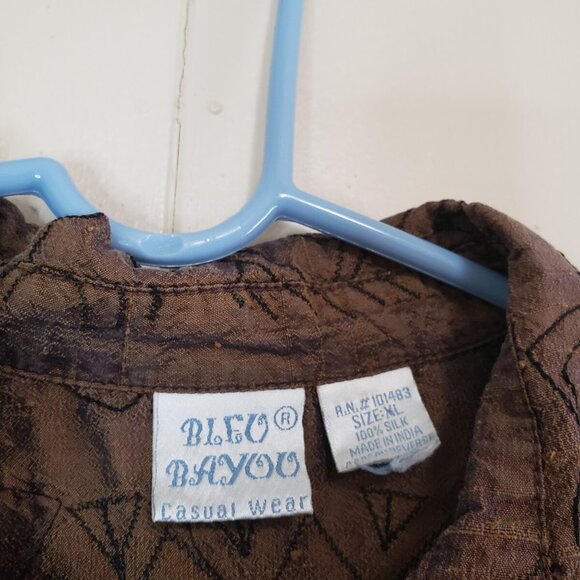 BLEU ®
BAYOU
Casual Wear
R.N.# 101483
SIZE:XL
100% SILK
MADE IN INDIA